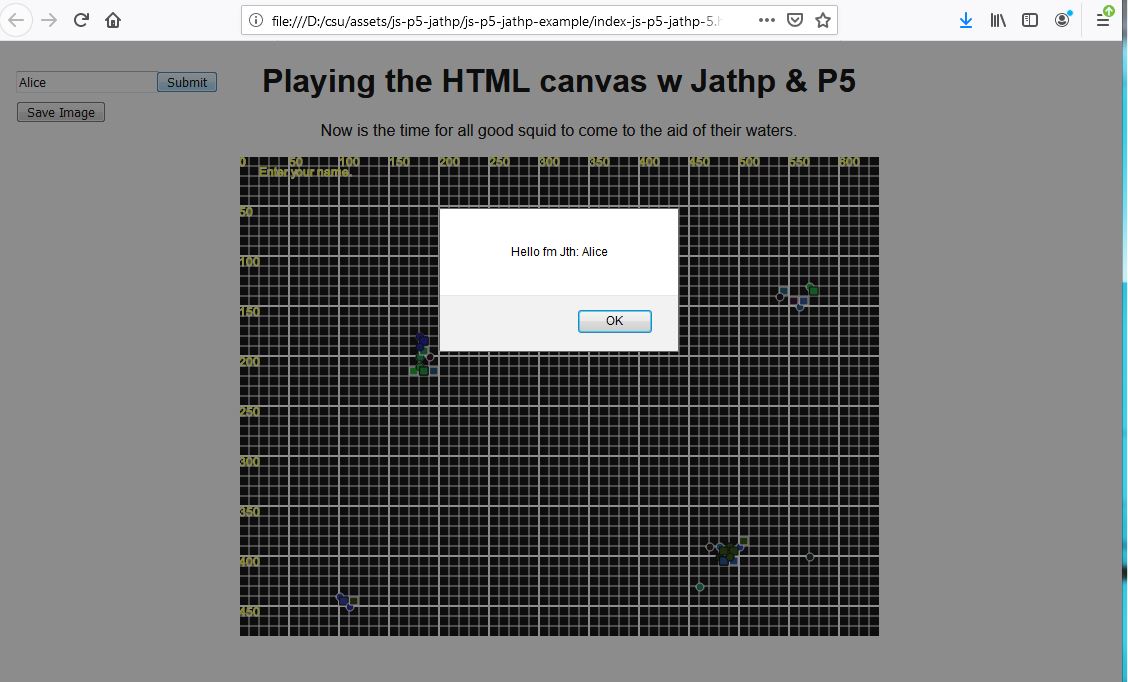 file:///D:/csu/assets/js-p5-jathp/js-p5-jathp-example/index-js-p5-jathp-5.h
Alice
Submit
Save Image
Playing the HTML canvas w Jathp & P5
Now is the time for all good squid to come to the aid of their waters.
0 50 100 150 200 250 300 350 400 450 500 550 600
Enter your name.
50
100
150
200
250
300
350
400
450
Hello fm Jth: Alice
OK